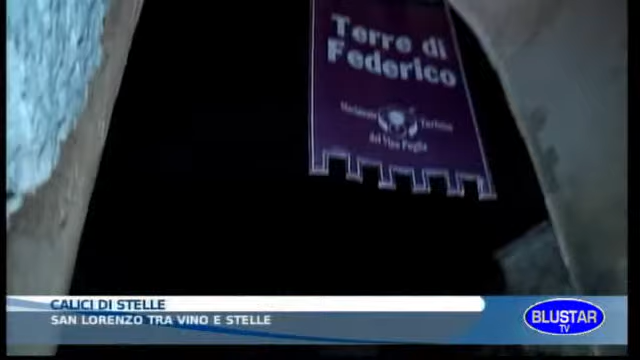 Terre di
Federico
Movimento Turismo
del Vino Puglia
CALICI DI STELLE
SAN LORENZO TRA VINO E STELLE
BLUSTAR
TV